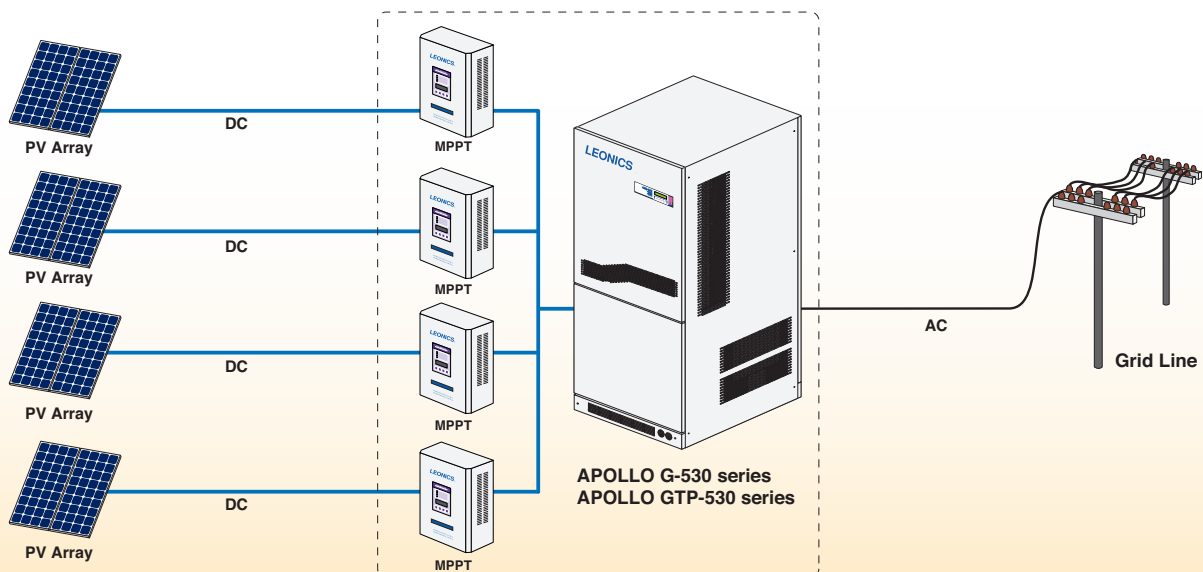 LEONICS
DC
MPPT
PV Array
LEONICS
LEONICS
DC
MPPT
PV Array
Grid Line
AC
LEONICS
DC
MPPT
PV Array
LEONICS
APOLLO G-530 series
APOLLO GTP-530 series
DC
MPPT
PV Array